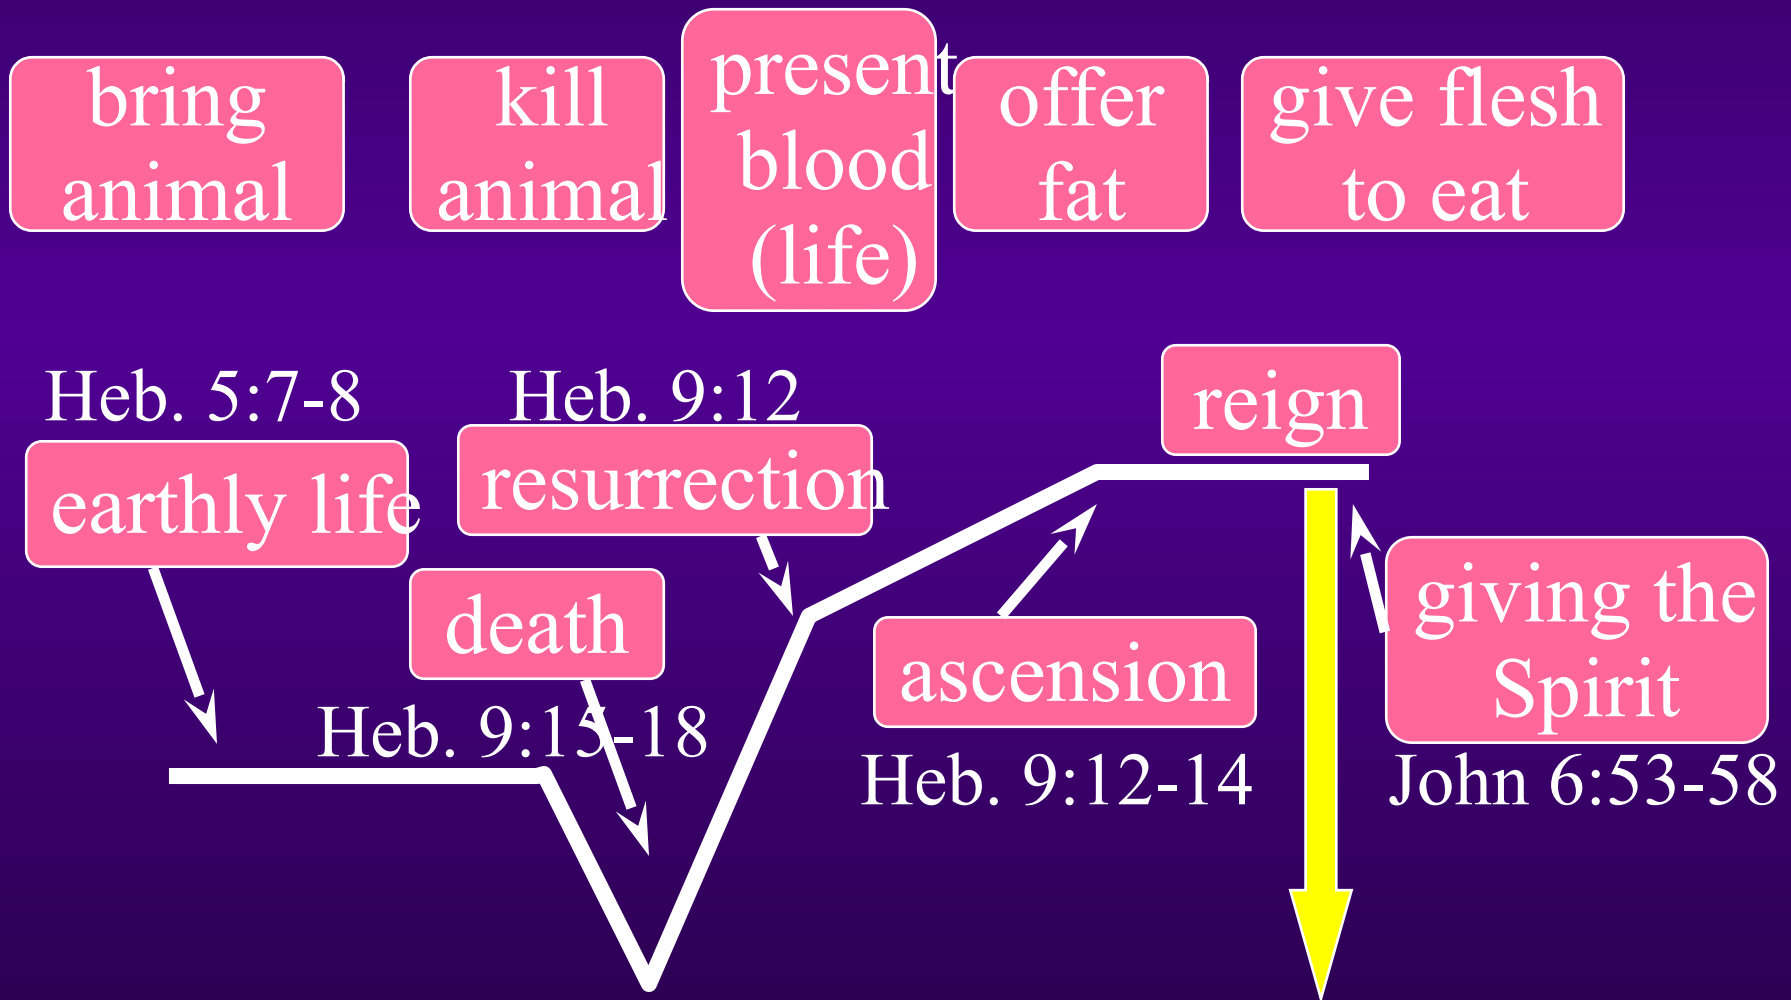 bring
animal
kill
animal
present
blood
(life)
offer
fat
give flesh
to eat
Heb. 5:7-8
earthly life
Heb. 9:12
resurrection
reign
death
Heb. 9:15-18
ascension
Heb. 9:12-14
giving the
Spirit
John 6:53-58